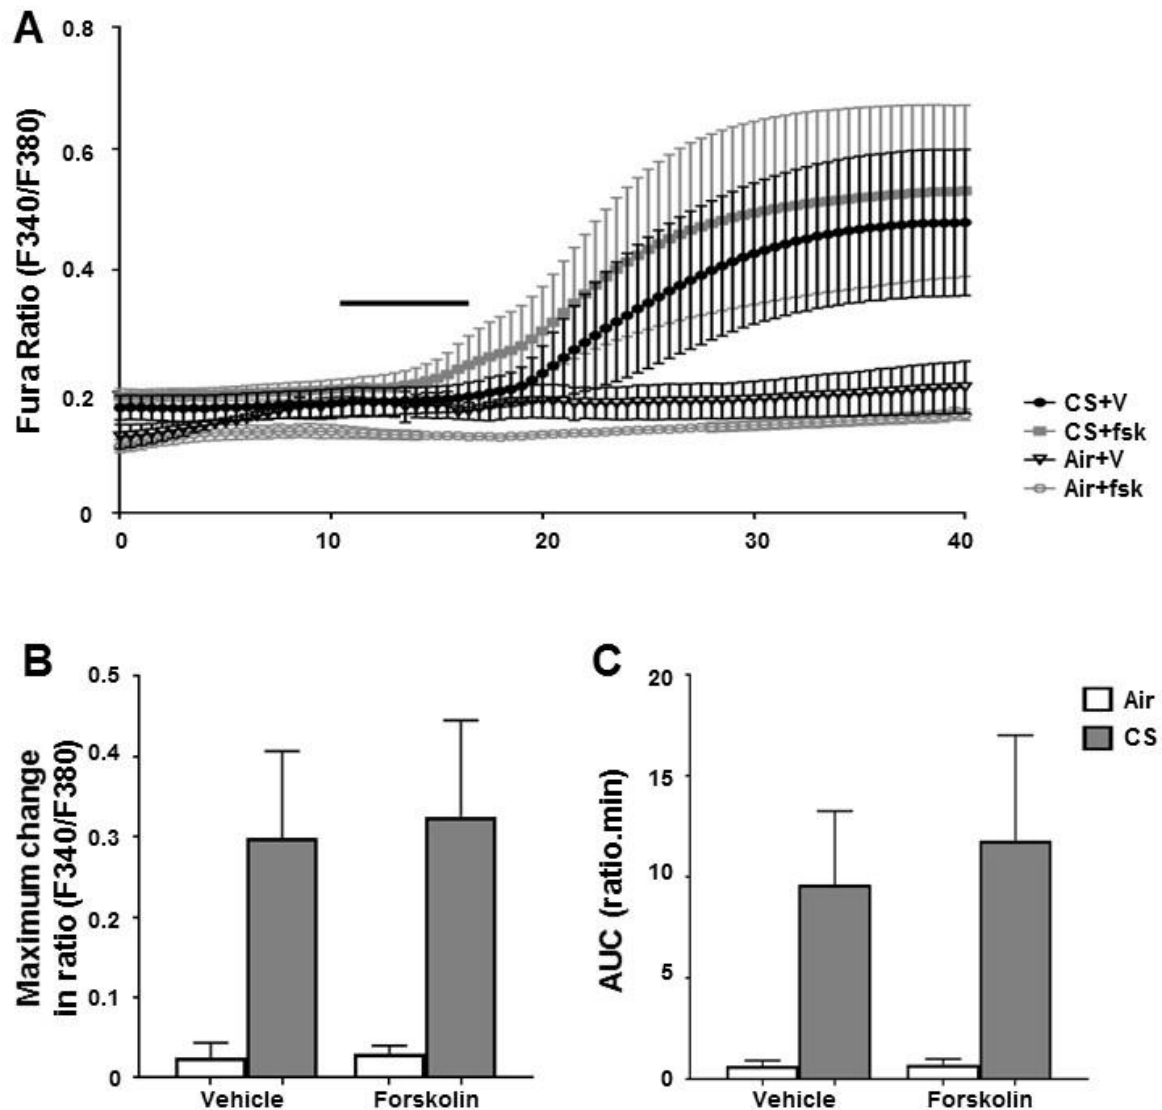 A
0.8
0.6
0.4
0.2
0
Fura Ratio (F340/F380)
0
10
20
30
40
CS+V
CS+fsk
Air+V
Air+fsk
B
0.5
0.4
0.3
0.2
0.1
0
Maximum change
in ratio (F340/F380)
Vehicle
Forskolin
C
20
15
10
5
0
AUC (ratio.min)
Vehicle
Forskolin
Air
CS